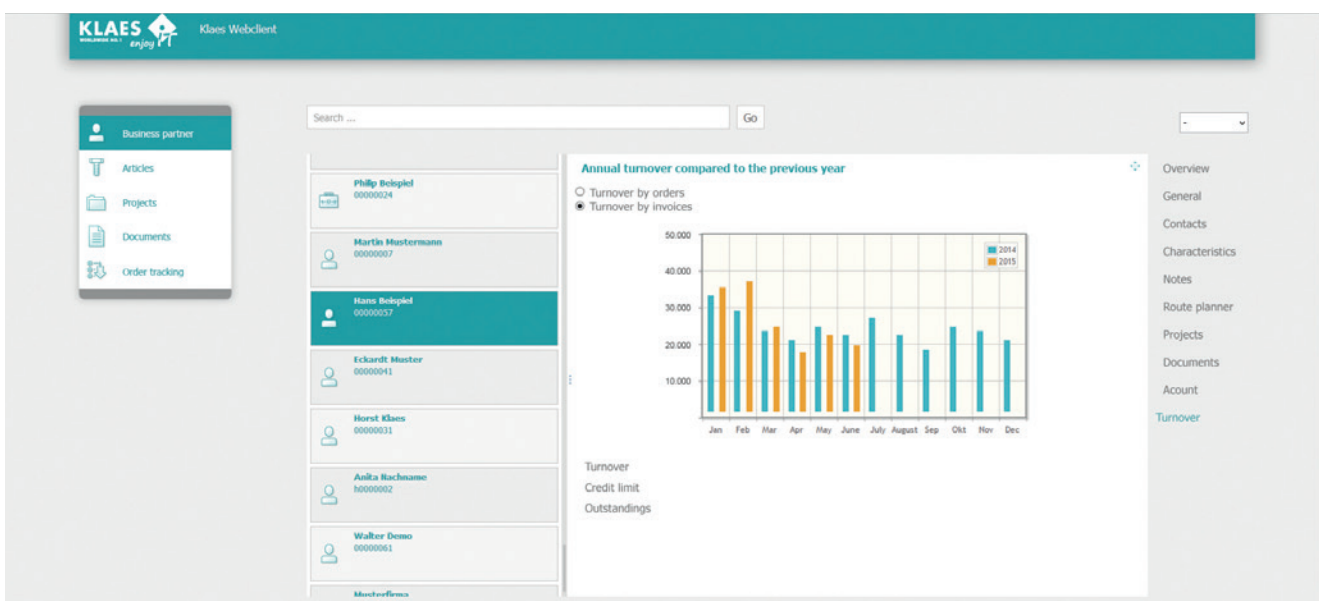 KLAES
WORLDWIDE NO. 1
enjoy IT
Klaes Webclient
Business partner
Articles
Projects
Documents
Order tracking
Search ...
Go
-
Philip Beispiel
00000024
Martin Mustermann
00000007
Hans Beispiel
00000057
Eckardt Muster
00000041
Horst Klaes
00000031
Anita Nachname
h0000002
Walter Demo
00000061
Musterfirma
Annual turnover compared to the previous year
Turnover by orders
Turnover by invoices
50.000
40.000
30.000
20.000
10.000
2014
2015
Jan Feb Mar Apr May June July August Sep Okt Nov Dec
Turnover
Credit limit
Outstandings
Overview
General
Contacts
Characteristics
Notes
Route planner
Projects
Documents
Acount
Turnover